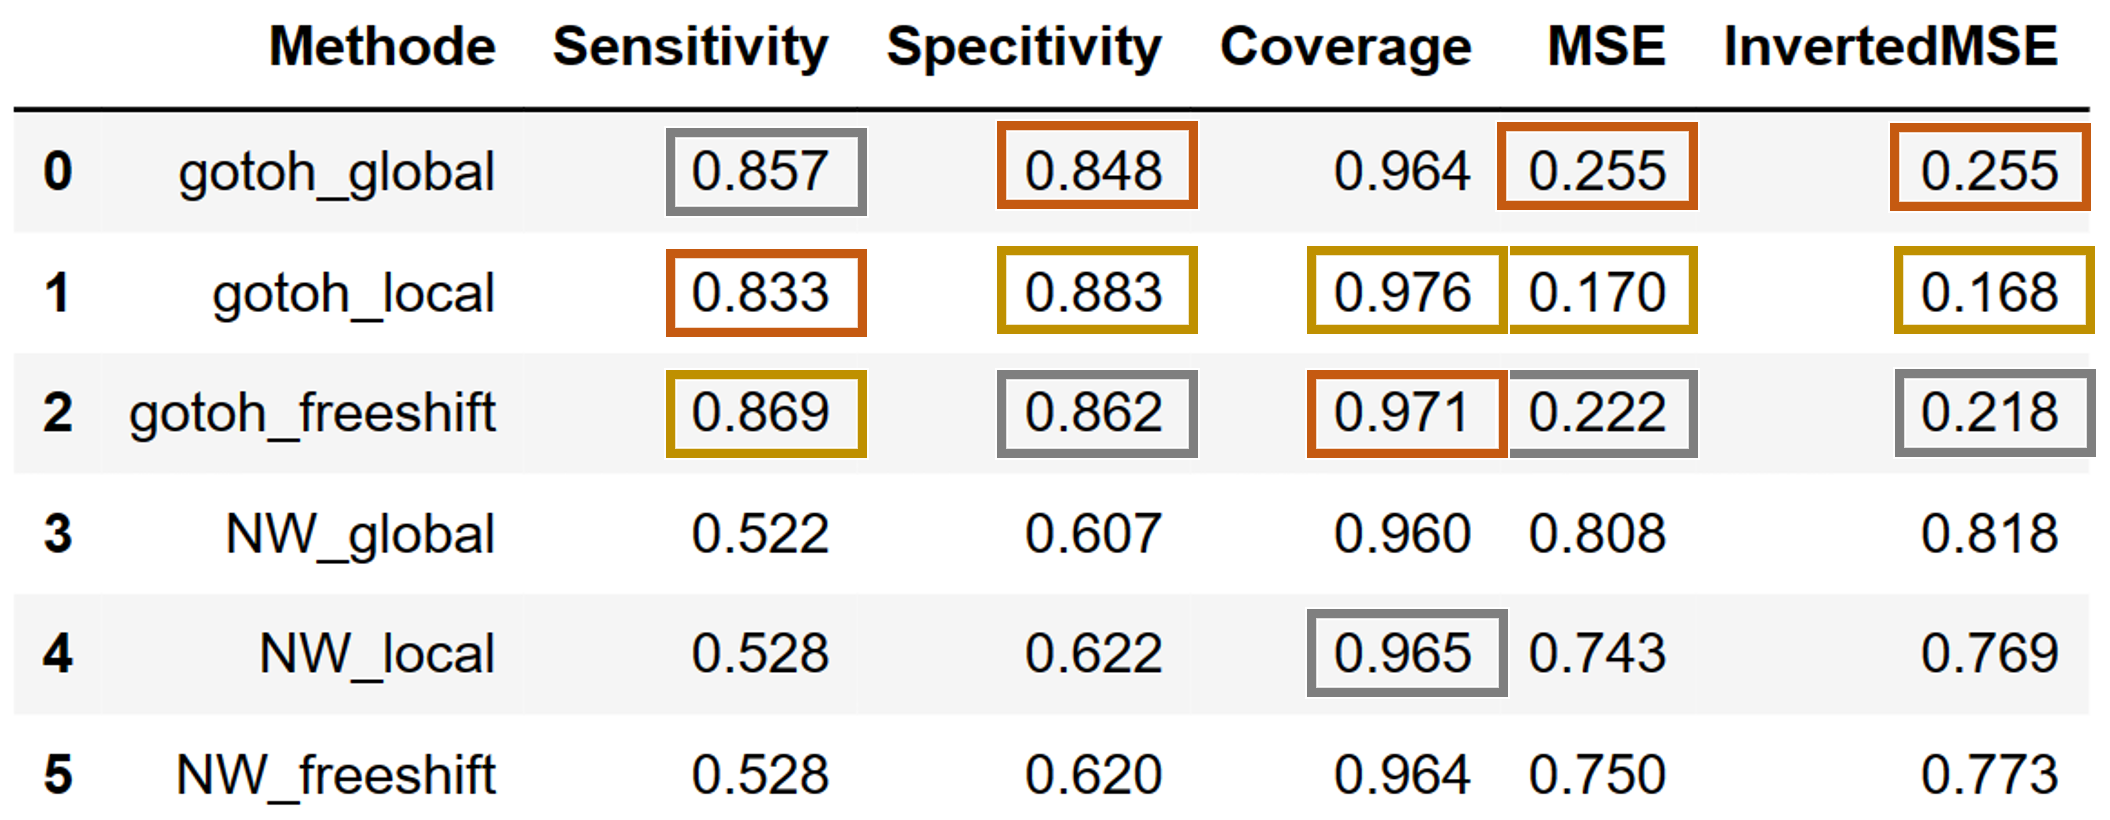 Methode Sensitivity Specitivity Coverage MSE InvertedMSE
0 gotoh_global 0.857 0.848 0.964 0.255 0.255
1 gotoh_local 0.833 0.883 0.976 0.170 0.168
2 gotoh_freeshift 0.869 0.862 0.971 0.222 0.218
3 NW_global 0.522 0.607 0.960 0.808 0.818
4 NW_local 0.528 0.622 0.965 0.743 0.769
5 NW_freeshift 0.528 0.620 0.964 0.750 0.773